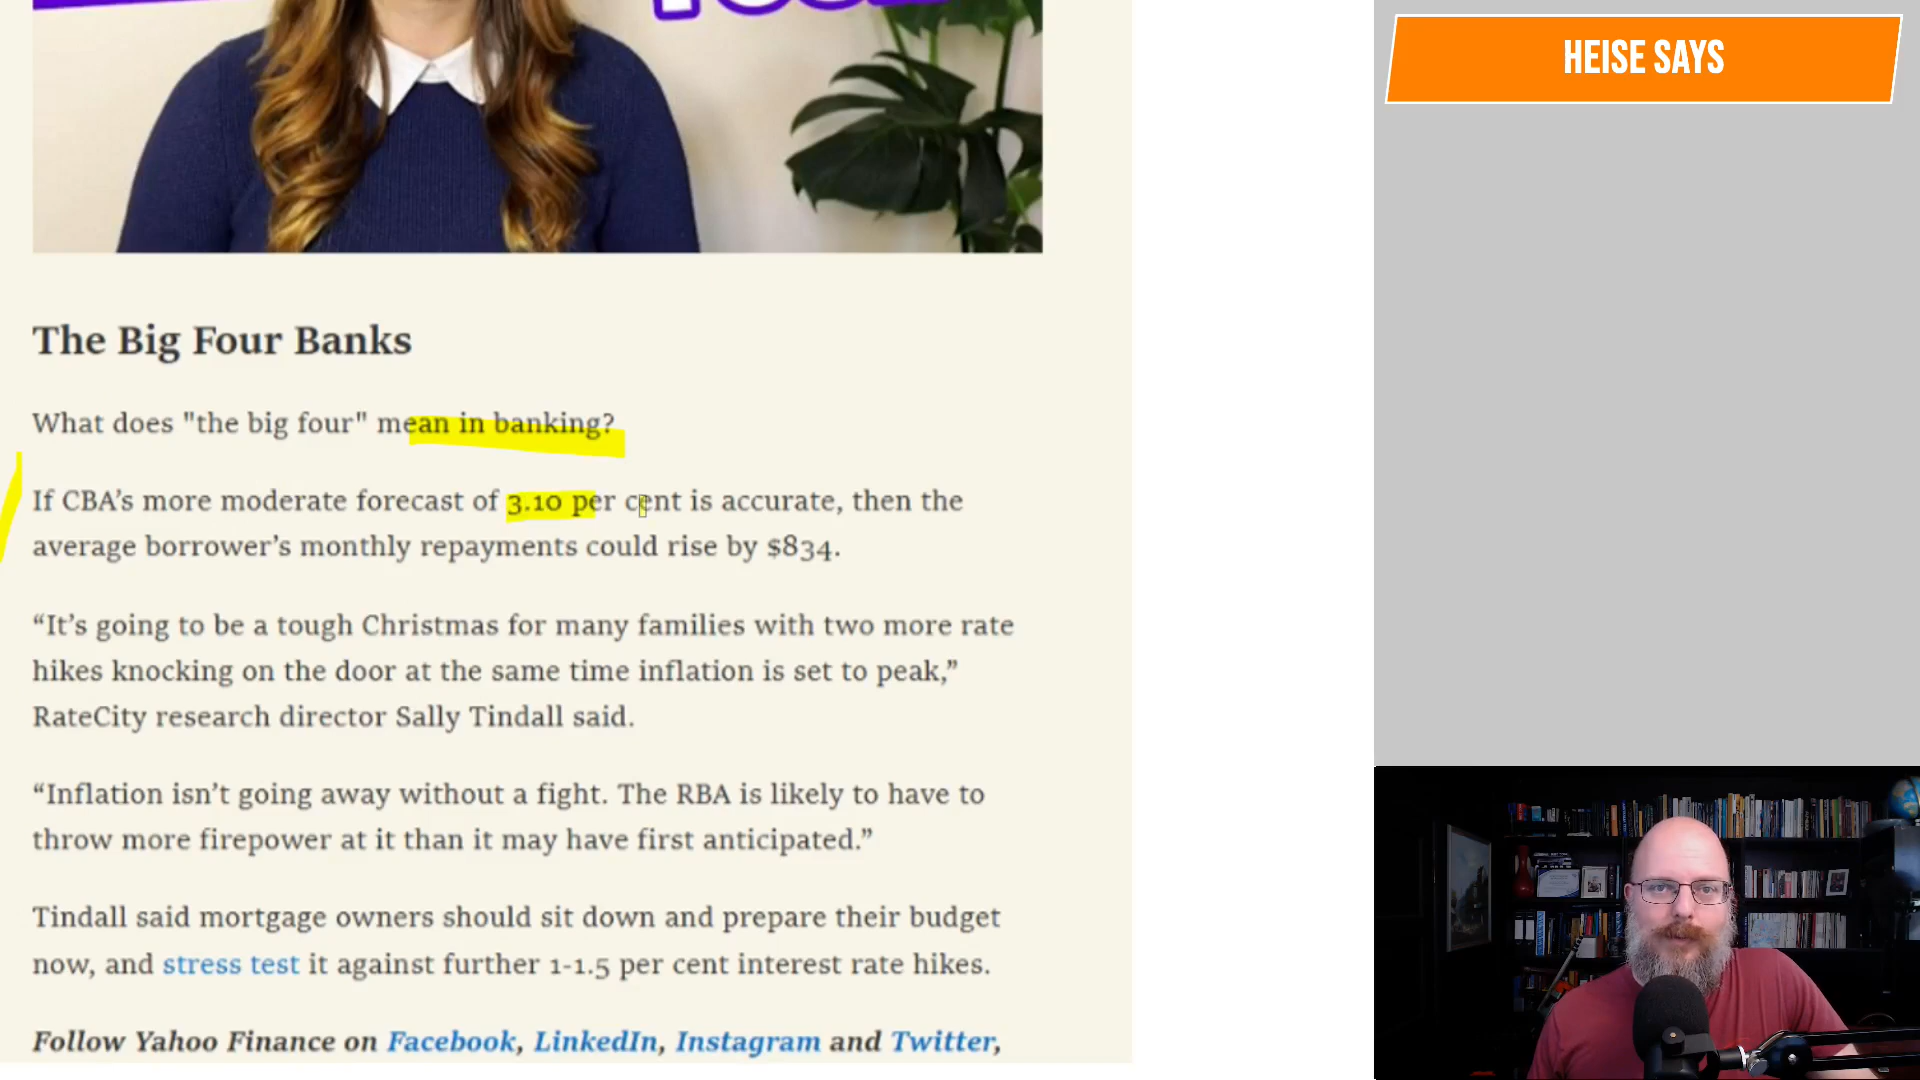 HEISE SAYS
The Big Four Banks
What does "the big four" mean in banking?
If CBA’s more moderate forecast of 3.10 per cent is accurate, then the
average borrower’s monthly repayments could rise by $834.
“It’s going to be a tough Christmas for many families with two more rate
hikes knocking on the door at the same time inflation is set to peak,”
RateCity research director Sally Tindall said.
“Inflation isn’t going away without a fight. The RBA is likely to have to
throw more firepower at it than it may have first anticipated.”
Tindall said mortgage owners should sit down and prepare their budget
now, and stress test it against further 1-1.5 per cent interest rate hikes.
Follow Yahoo Finance on Facebook, LinkedIn, Instagram and Twitter,